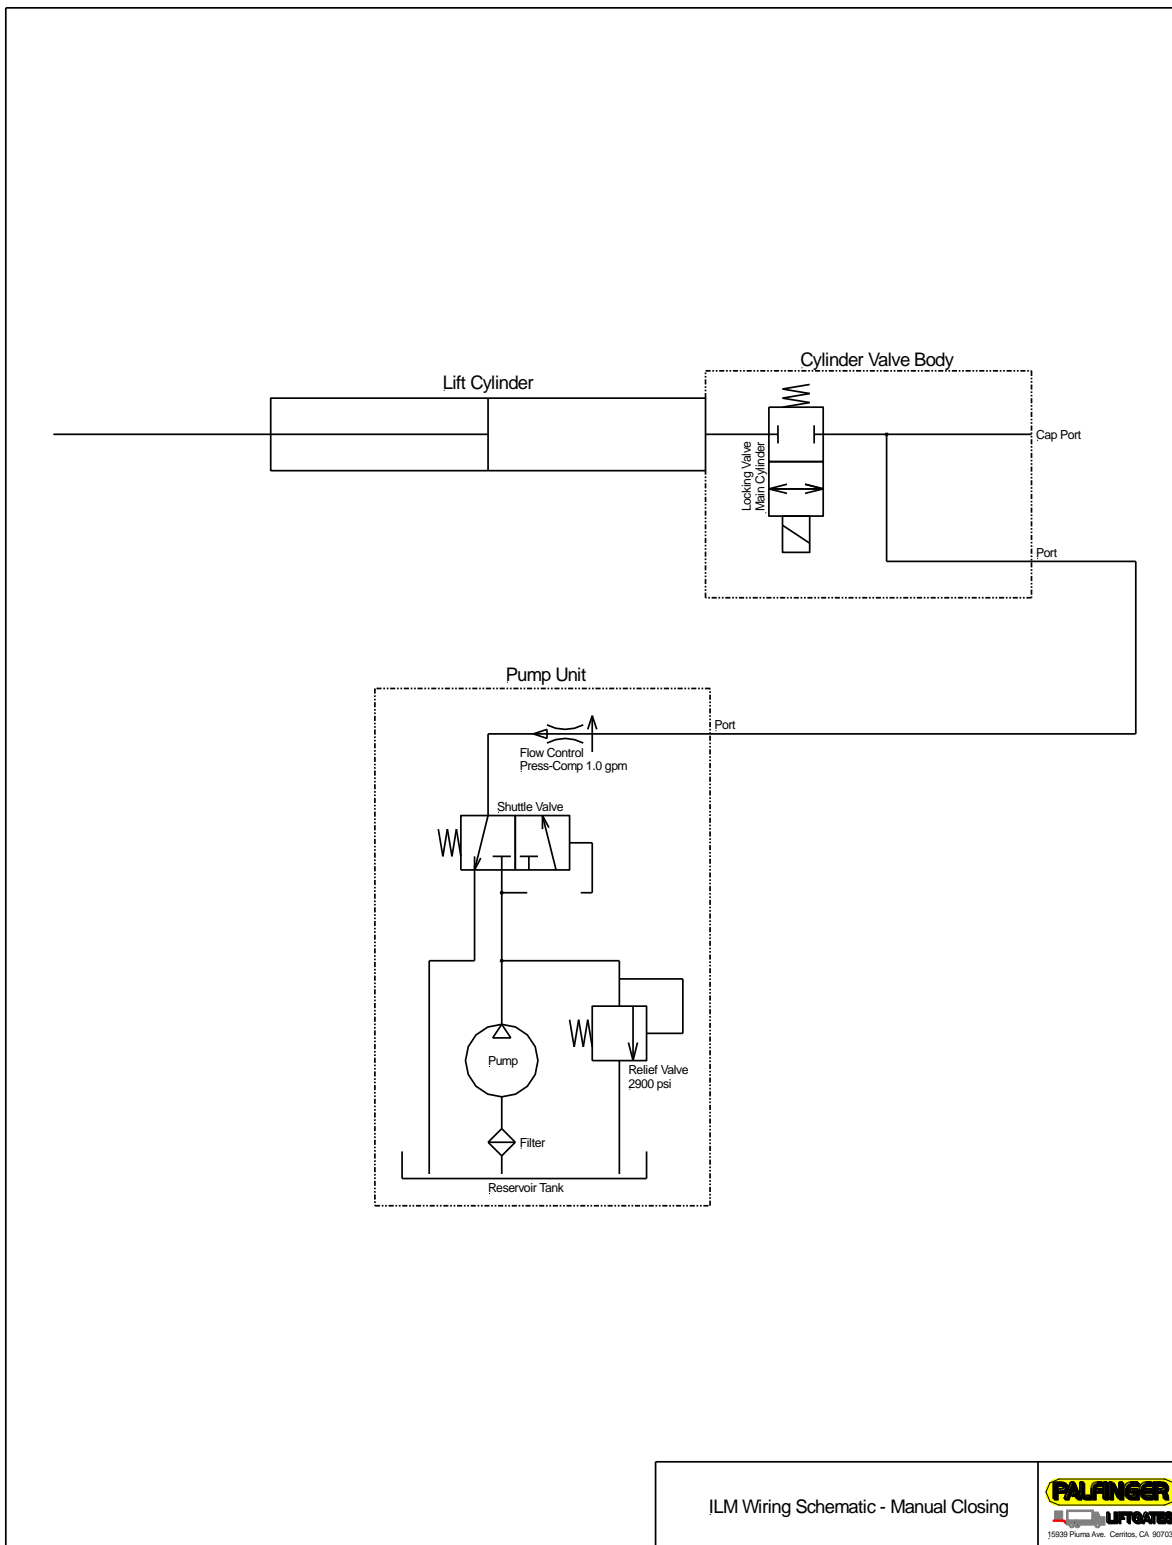 Cylinder Valve Body
Lift Cylinder
Cap Port
Locking Valve
Main Cylinder
Port
Pump Unit
Port
Flow Control
Press-Comp 1.0 gpm
Shuttle Valve
Pump
Relief Valve
2900 psi
Filter
Reservoir Tank
ILM Wiring Schematic - Manual Closing
PALFINGER
LIFTGATES
15939 Piuma Ave. Cerritos, CA 90703